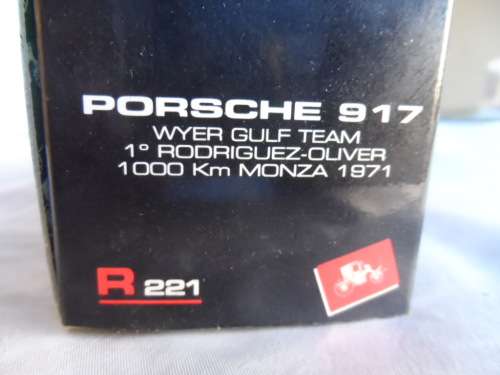 PORSCHE 917
WYER GULF TEAM
1° RODRIGUEZ-OLIVER
1000 Km MONZA 1971
R 221